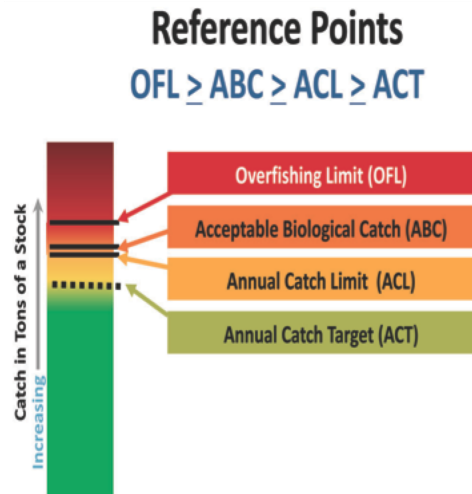 Reference Points
OFL ≥ ABC ≥ ACL ≥ ACT
Overfishing Limit (OFL)
Acceptable Biological Catch (ABC)
Annual Catch Limit (ACL)
Annual Catch Target (ACT)
Catch in Tons of a Stock
Increasing